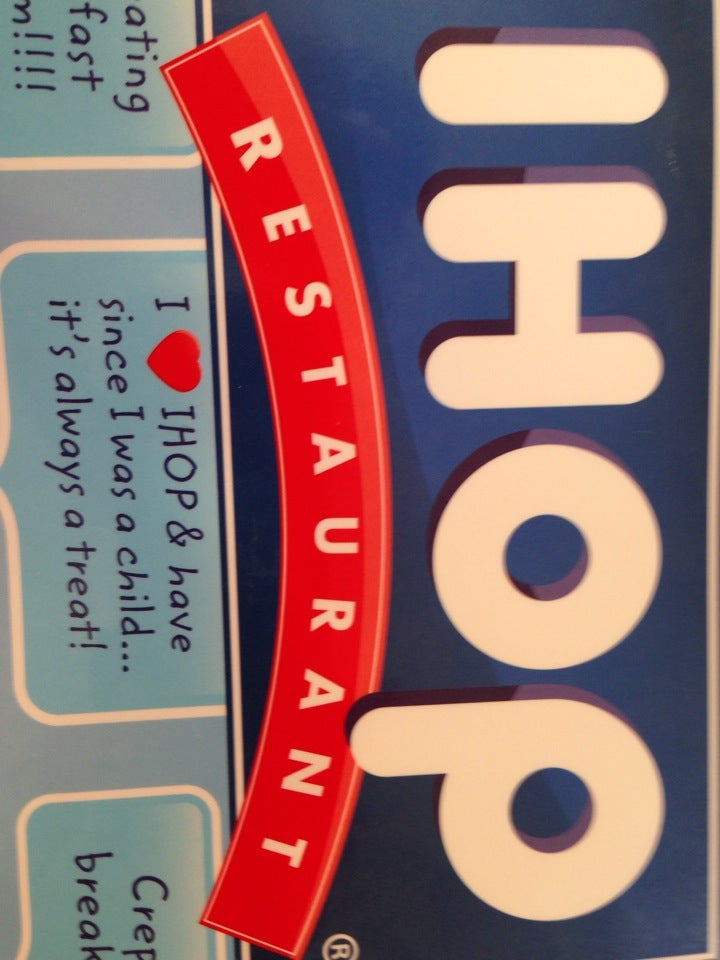 IHOP
RESTAURANT
®
ating
fast
m!!!!
I ❤ IHOP & have
since I was a child...
it's always a treat!
Crep
break